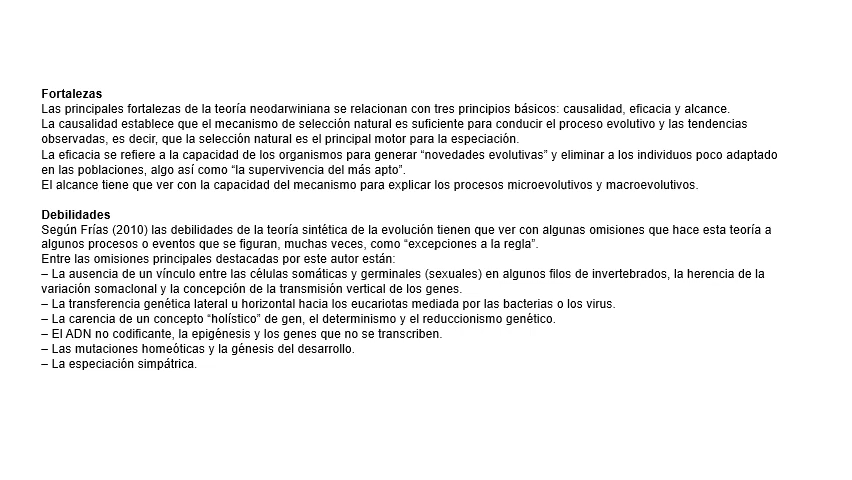 Fortalezas
Las principales fortalezas de la teoría neodarwiniana se relacionan con tres principios básicos: causalidad, eficacia y alcance.
La causalidad establece que el mecanismo de selección natural es suficiente para conducir el proceso evolutivo y las tendencias
observadas, es decir, que la selección natural es el principal motor para la especiación.
La eficacia se refiere a la capacidad de los organismos para generar “novedades evolutivas” y eliminar a los individuos poco adaptado
en las poblaciones, algo así como “la supervivencia del más apto”.
El alcance tiene que ver con la capacidad del mecanismo para explicar los procesos microevolutivos y macroevolutivos.
Debilidades
Según Frías (2010) las debilidades de la teoría sintética de la evolución tienen que ver con algunas omisiones que hace esta teoría a
algunos procesos o eventos que se figuran, muchas veces, como “excepciones a la regla”.
Entre las omisiones principales destacadas por este autor están:
– La ausencia de un vínculo entre las células somáticas y germinales (sexuales) en algunos filos de invertebrados, la herencia de la
variación somaclonal y la concepción de la transmisión vertical de los genes.
– La transferencia genética lateral u horizontal hacia los eucariotas mediada por las bacterias o los virus.
– La carencia de un concepto “holístico” de gen, el determinismo y el reduccionismo genético.
– El ADN no codificante, la epigénesis y los genes que no se transcriben.
– Las mutaciones homeóticas y la génesis del desarrollo.
– La especiación simpátrica.